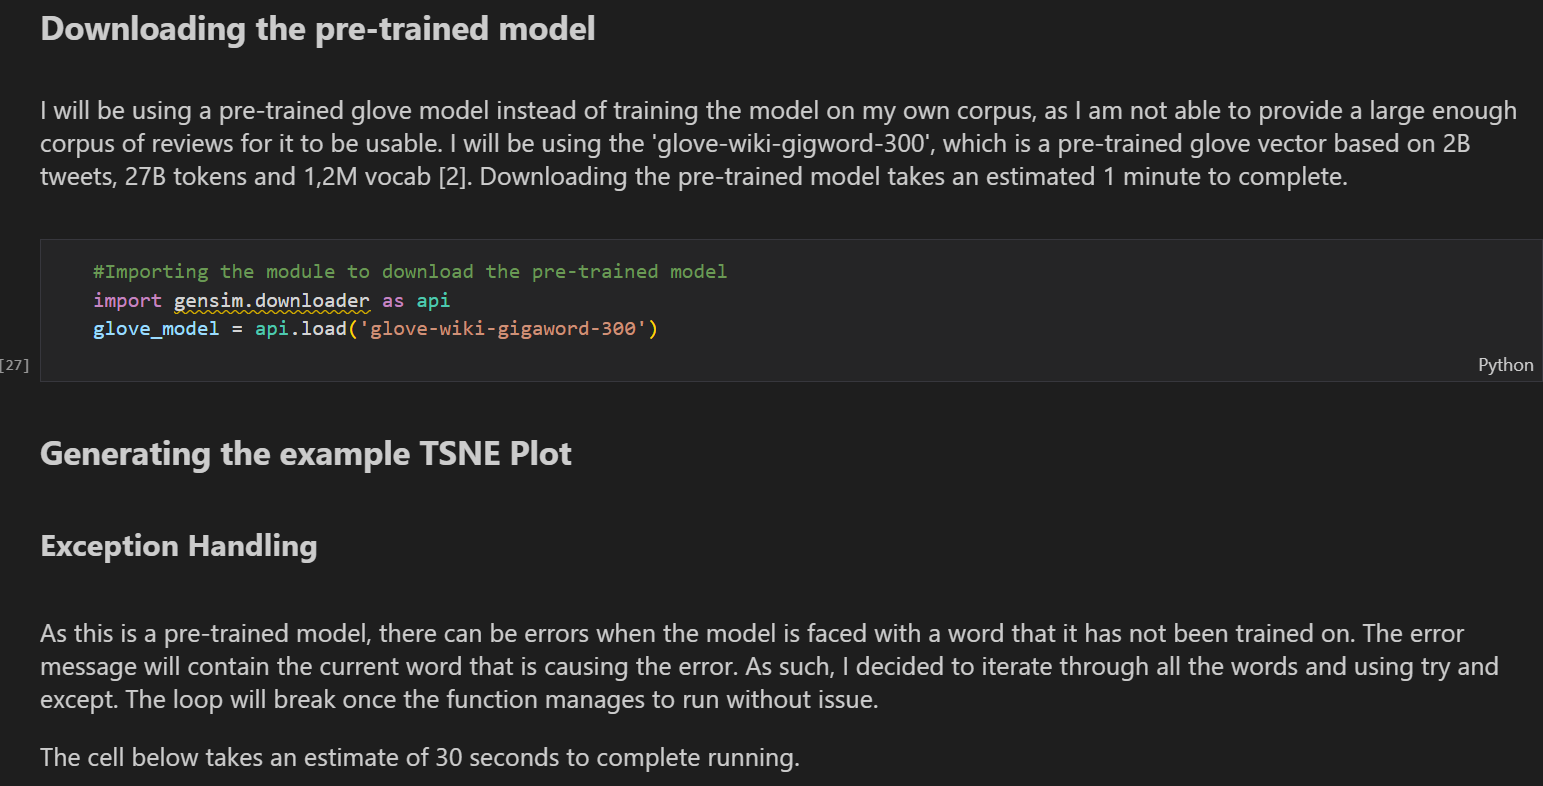 Downloading the pre-trained model
I will be using a pre-trained glove model instead of training the model on my own corpus, as I am not able to provide a large enough
corpus of reviews for it to be usable. I will be using the 'glove-wiki-gigword-300', which is a pre-trained glove vector based on 2B
tweets, 27B tokens and 1,2M vocab [2]. Downloading the pre-trained model takes an estimated 1 minute to complete.
#Importing the module to download the pre-trained model
import gensim.downloader as api
glove_model = api.load('glove-wiki-gigaword-300')
[27]
Python
Generating the example TSNE Plot
Exception Handling
As this is a pre-trained model, there can be errors when the model is faced with a word that it has not been trained on. The error
message will contain the current word that is causing the error. As such, I decided to iterate through all the words and using try and
except. The loop will break once the function manages to run without issue.
The cell below takes an estimate of 30 seconds to complete running.